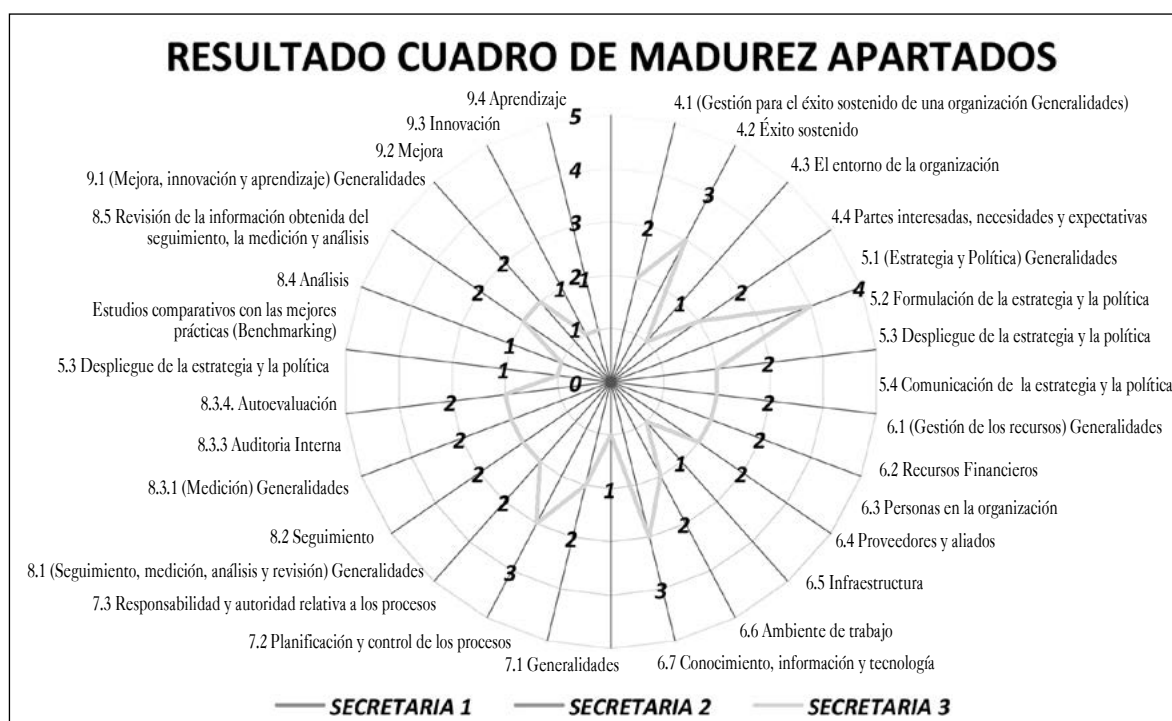 RESULTADO CUADRO DE MADUREZ APARTADOS
9.4 Aprendizaje
4.1 (Gestión para el éxito sostenido de una organización Generalidades)
9.3 Innovación
5
4.2 Éxito sostenido
9.2 Mejora
4.3 El entorno de la organización
9.1 (Mejora, innovación y aprendizaje) Generalidades
4
3
8.5 Revisión de la información obtenida del
seguimiento, la medición y análisis
4.4 Partes interesadas, necesidades y expectativas
3
2
5.1 (Estrategia y Política) Generalidades
8.4 Análisis
2
2
1
1
2
4
5.2 Formulación de la estrategia y la política
2
1
Estudios comparativos con las mejores
prácticas (Benchmarking)
1
1
5.3 Despliegue de la estrategia y la política
5.3 Despliegue de la estrategia y la política
1
0
2
5.4 Comunicación de la estrategia y la política
8.3.4. Autoevaluación
2
2
6.1 (Gestión de los recursos) Generalidades
8.3.3 Auditoria Interna
2
2
6.2 Recursos Financieros
8.3.1 (Medición) Generalidades
2
1
2
6.3 Personas en la organización
2
1
8.2 Seguimiento
2
2
6.4 Proveedores y aliados
8.1 (Seguimiento, medición, análisis y revisión) Generalidades
3
3
6.5 Infraestructura
7.3 Responsabilidad y autoridad relativa a los procesos
6.6 Ambiente de trabajo
7.2 Planificación y control de los procesos
7.1 Generalidades
6.7 Conocimiento, información y tecnología
SECRETARIA 1
SECRETARIA 2
SECRETARIA 3